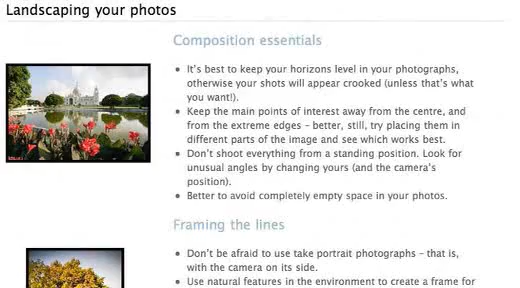 Landscaping your photos
Composition essentials
It's best to keep your horizons level in your photographs,
otherwise your shots will appear crooked (unless that's what
you want!).
Keep the main points of interest away from the centre, and
from the extreme edges – better, still, try placing them in
different parts of the image and see which works best.
Don't shoot everything from a standing position. Look for
unusual angles by changing yours (and the camera's
position).
Better to avoid completely empty space in your photos.
Framing the lines
Don't be afraid to use take portrait photographs – that is,
with the camera on its side.
Use natural features in the environment to create a frame for